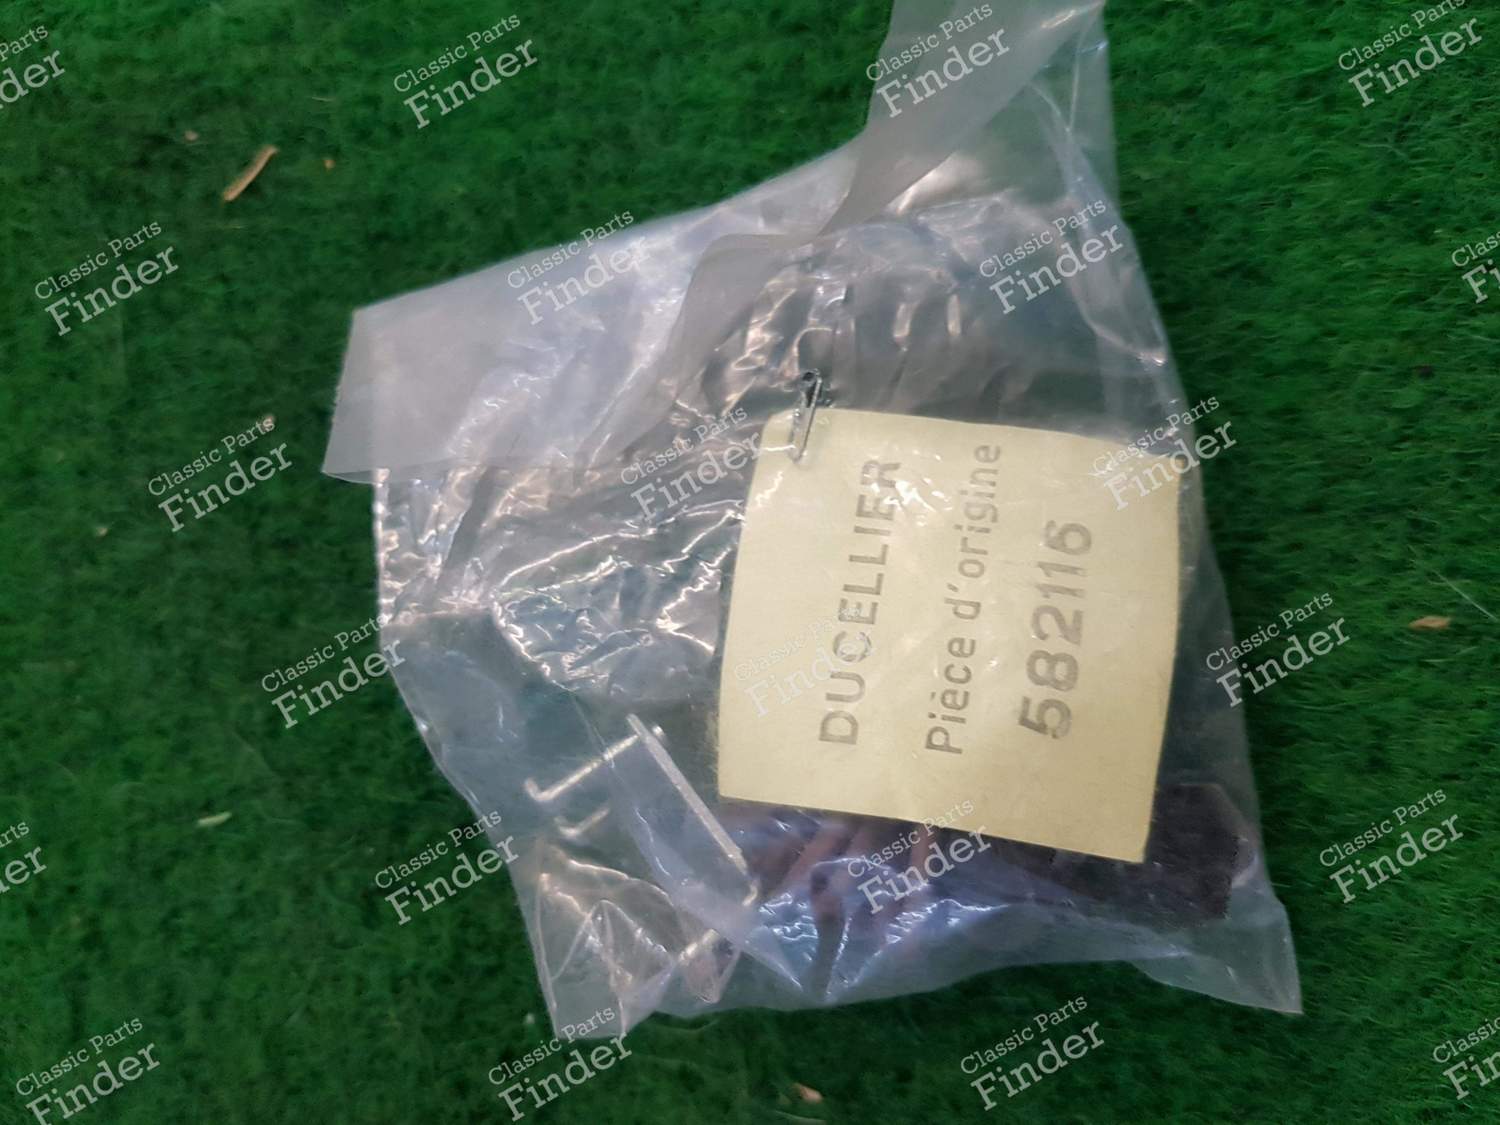 DUCELLIER
Pièce d'origine
582116
Classic Parts
Finder